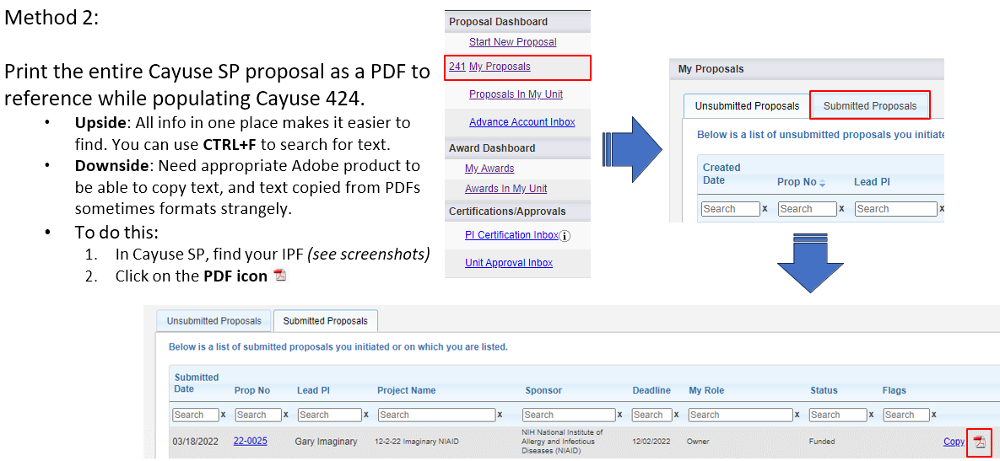 Method 2:
Print the entire Cayuse SP proposal as a PDF to
reference while populating Cayuse 424.
• Upside: All info in one place makes it easier to
find. You can use CTRL+F to search for text.
• Downside: Need appropriate Adobe product to
be able to copy text, and text copied from PDFs
sometimes formats strangely.
• To do this:
1. In Cayuse SP, find your IPF (see screenshots)
2. Click on the PDF icon
Proposal Dashboard
Start New Proposal
241 My Proposals
Proposals In My Unit
Advance Account Inbox
Award Dashboard
My Awards
Awards In My Unit
Certifications/Approvals
PI Certification Inbox i
Unit Approval Inbox
My Proposals
Unsubmitted Proposals Submitted Proposals
Below is a list of unsubmitted proposals you initiate
Created
Date Prop No Lead PI
Search x Search x Search x
Unsubmitted Proposals Submitted Proposals
Below is a list of submitted proposals you initiated or on which you are listed.
Submitted
Date Prop No Lead PI Project Name Sponsor Deadline My Role Status Flags
Search x Search x Search x Search x Search x Search x Search x Search x Search x
03/18/2022 22-0025 Gary Imaginary 12-2-22 Imaginary NIAID NIH National Institute of
Allergy and Infectious
Diseases (NIAID) 12/02/2022 Owner Funded Copy